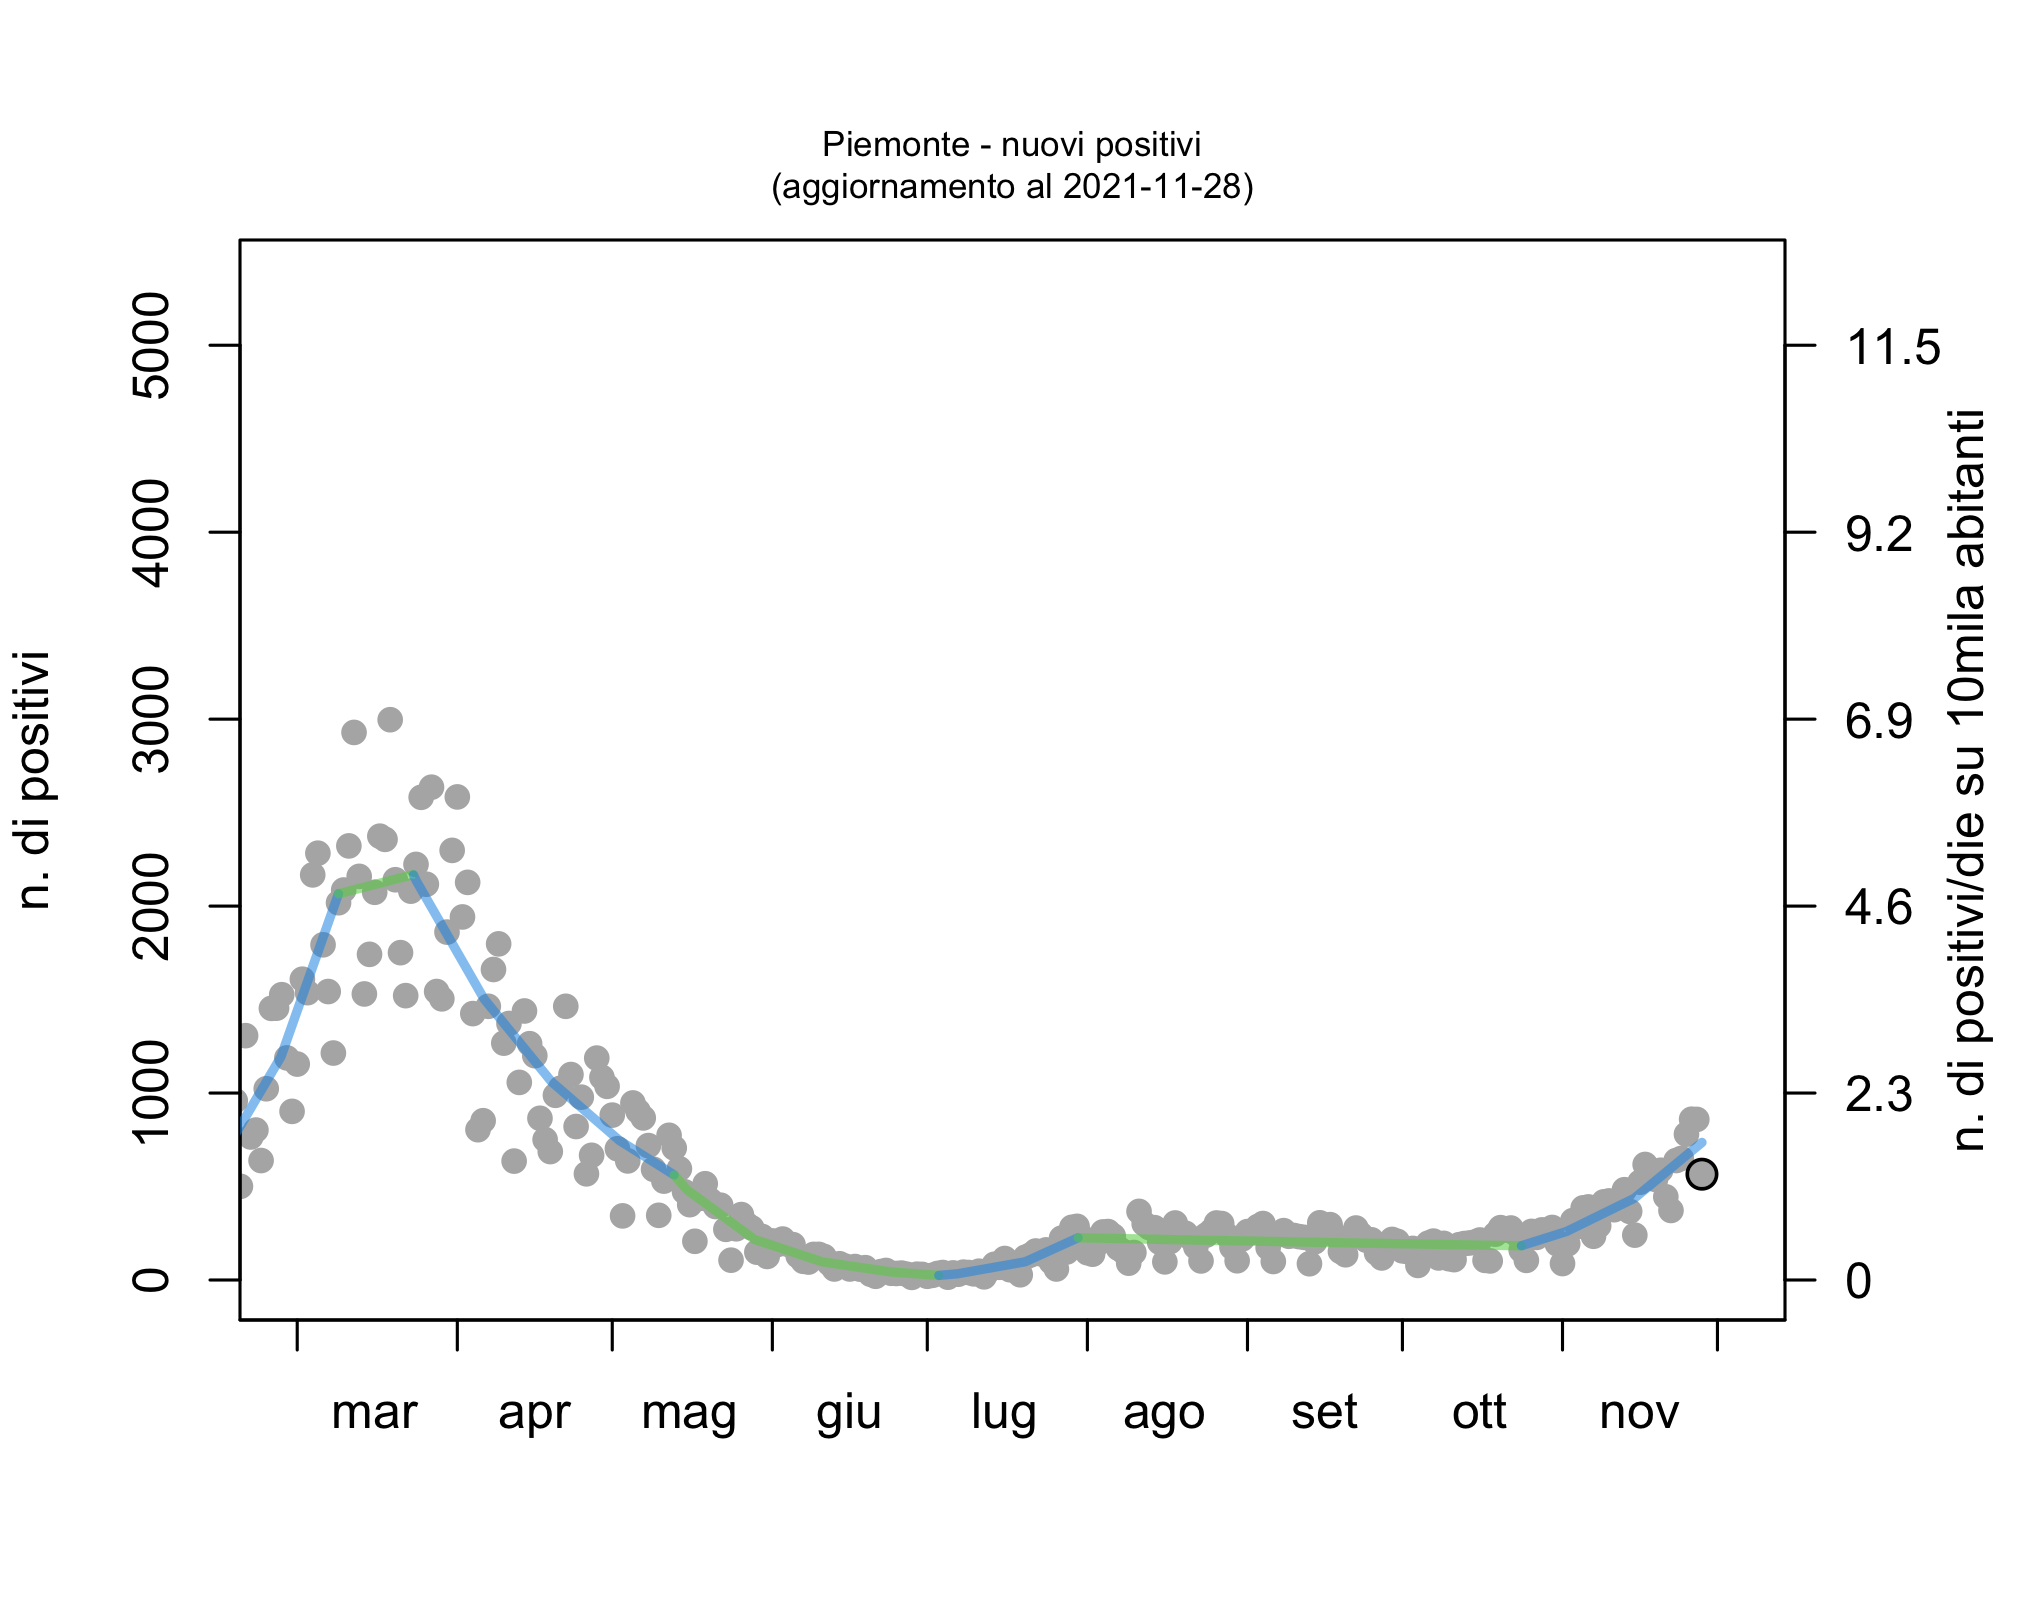 Piemonte - nuovi positivi
(aggiornamento al 2021-11-28)
n. di positivi
5000
4000
3000
2000
1000
0
11.5
9.2
6.9
4.6
2.3
0
n. di positivi/die su 10mila abitanti
mar apr mag giu lug ago set ott nov